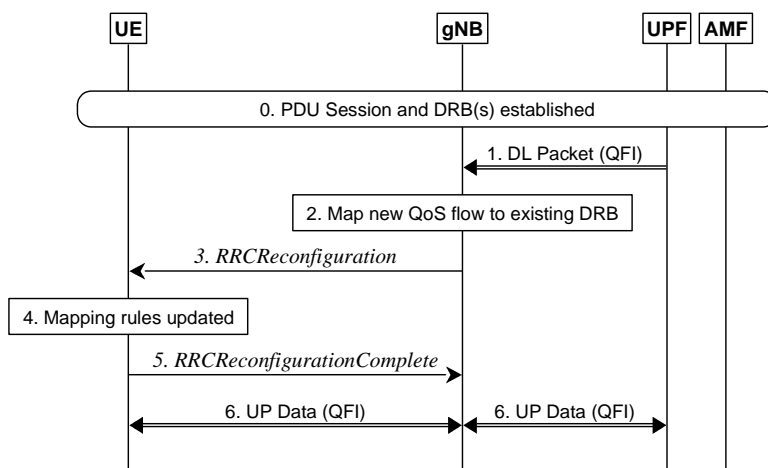 UE
gNB
UPF
AMF
0. PDU Session and DRB(s) established
1. DL Packet (QFI)
2. Map new QoS flow to existing DRB
3. RRCReconfiguration
4. Mapping rules updated
5. RRCReconfigurationComplete
6. UP Data (QFI)
6. UP Data (QFI)